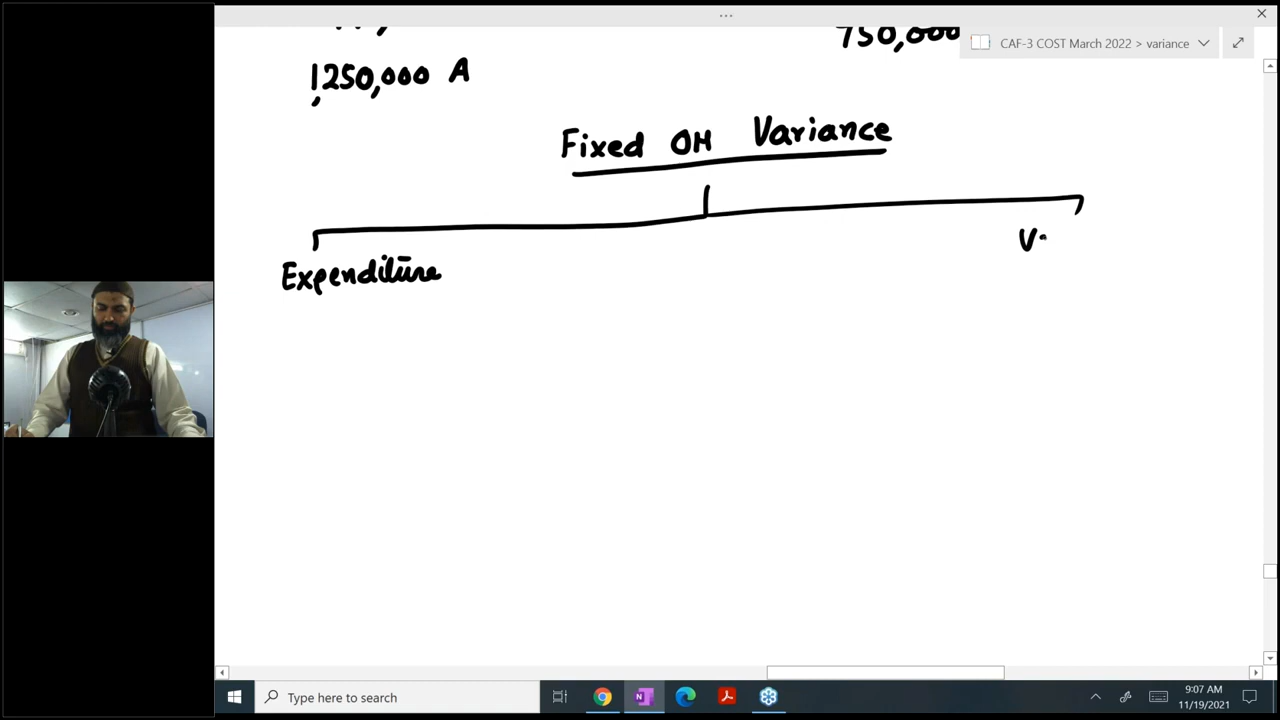 CAF-3 COST March 2022 > variance
750,000
1250,000 A
Fixed OH Variance
Expenditure
V
Type here to search
9:07 AM
11/19/2021